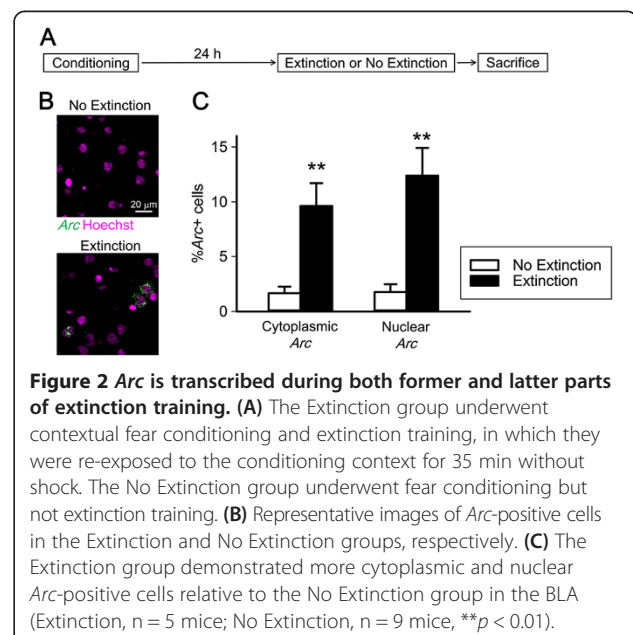 A
Conditioning 24 h Extinction or No Extinction Sacrifice
B
No Extinction
20 µm
Arc Hoechst
Extinction
C
%Arc+ cells
15
10
5
0
** **
Cytoplasmic Arc
Nuclear Arc
No Extinction
Extinction
Figure 2 Arc is transcribed during both former and latter parts
of extinction training. (A) The Extinction group underwent
contextual fear conditioning and extinction training, in which they
were re-exposed to the conditioning context for 35 min without
shock. The No Extinction group underwent fear conditioning but
not extinction training. (B) Representative images of Arc-positive cells
in the Extinction and No Extinction groups, respectively. (C) The
Extinction group demonstrated more cytoplasmic and nuclear
Arc-positive cells relative to the No Extinction group in the BLA
(Extinction, n = 5 mice; No Extinction, n = 9 mice, **p < 0.01).